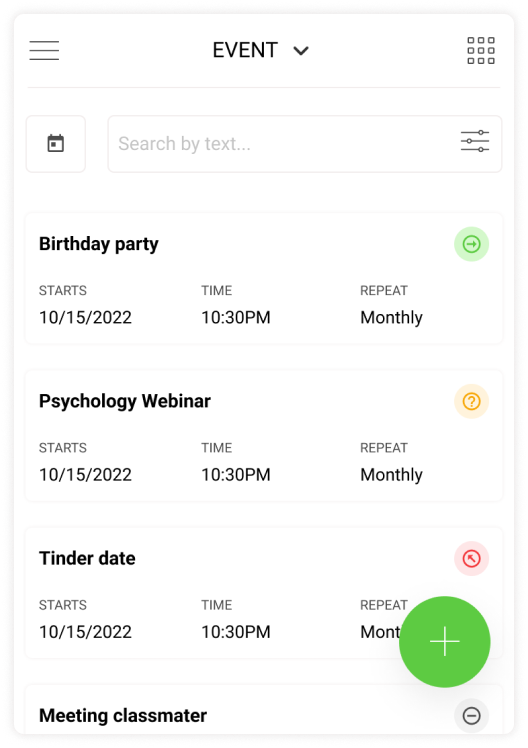 EVENT
Search by text...
Birthday party
STARTS TIME REPEAT
10/15/2022 10:30PM Monthly
Psychology Webinar
STARTS TIME REPEAT
10/15/2022 10:30PM Monthly
Tinder date
STARTS TIME REPEAT
10/15/2022 10:30PM Mont
Meeting classmater